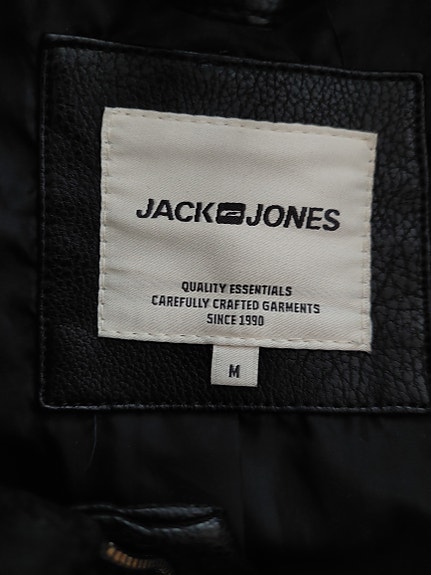 JACK JONES
QUALITY ESSENTIALS
CAREFULLY CRAFTED GARMENTS
SINCE 1990
M